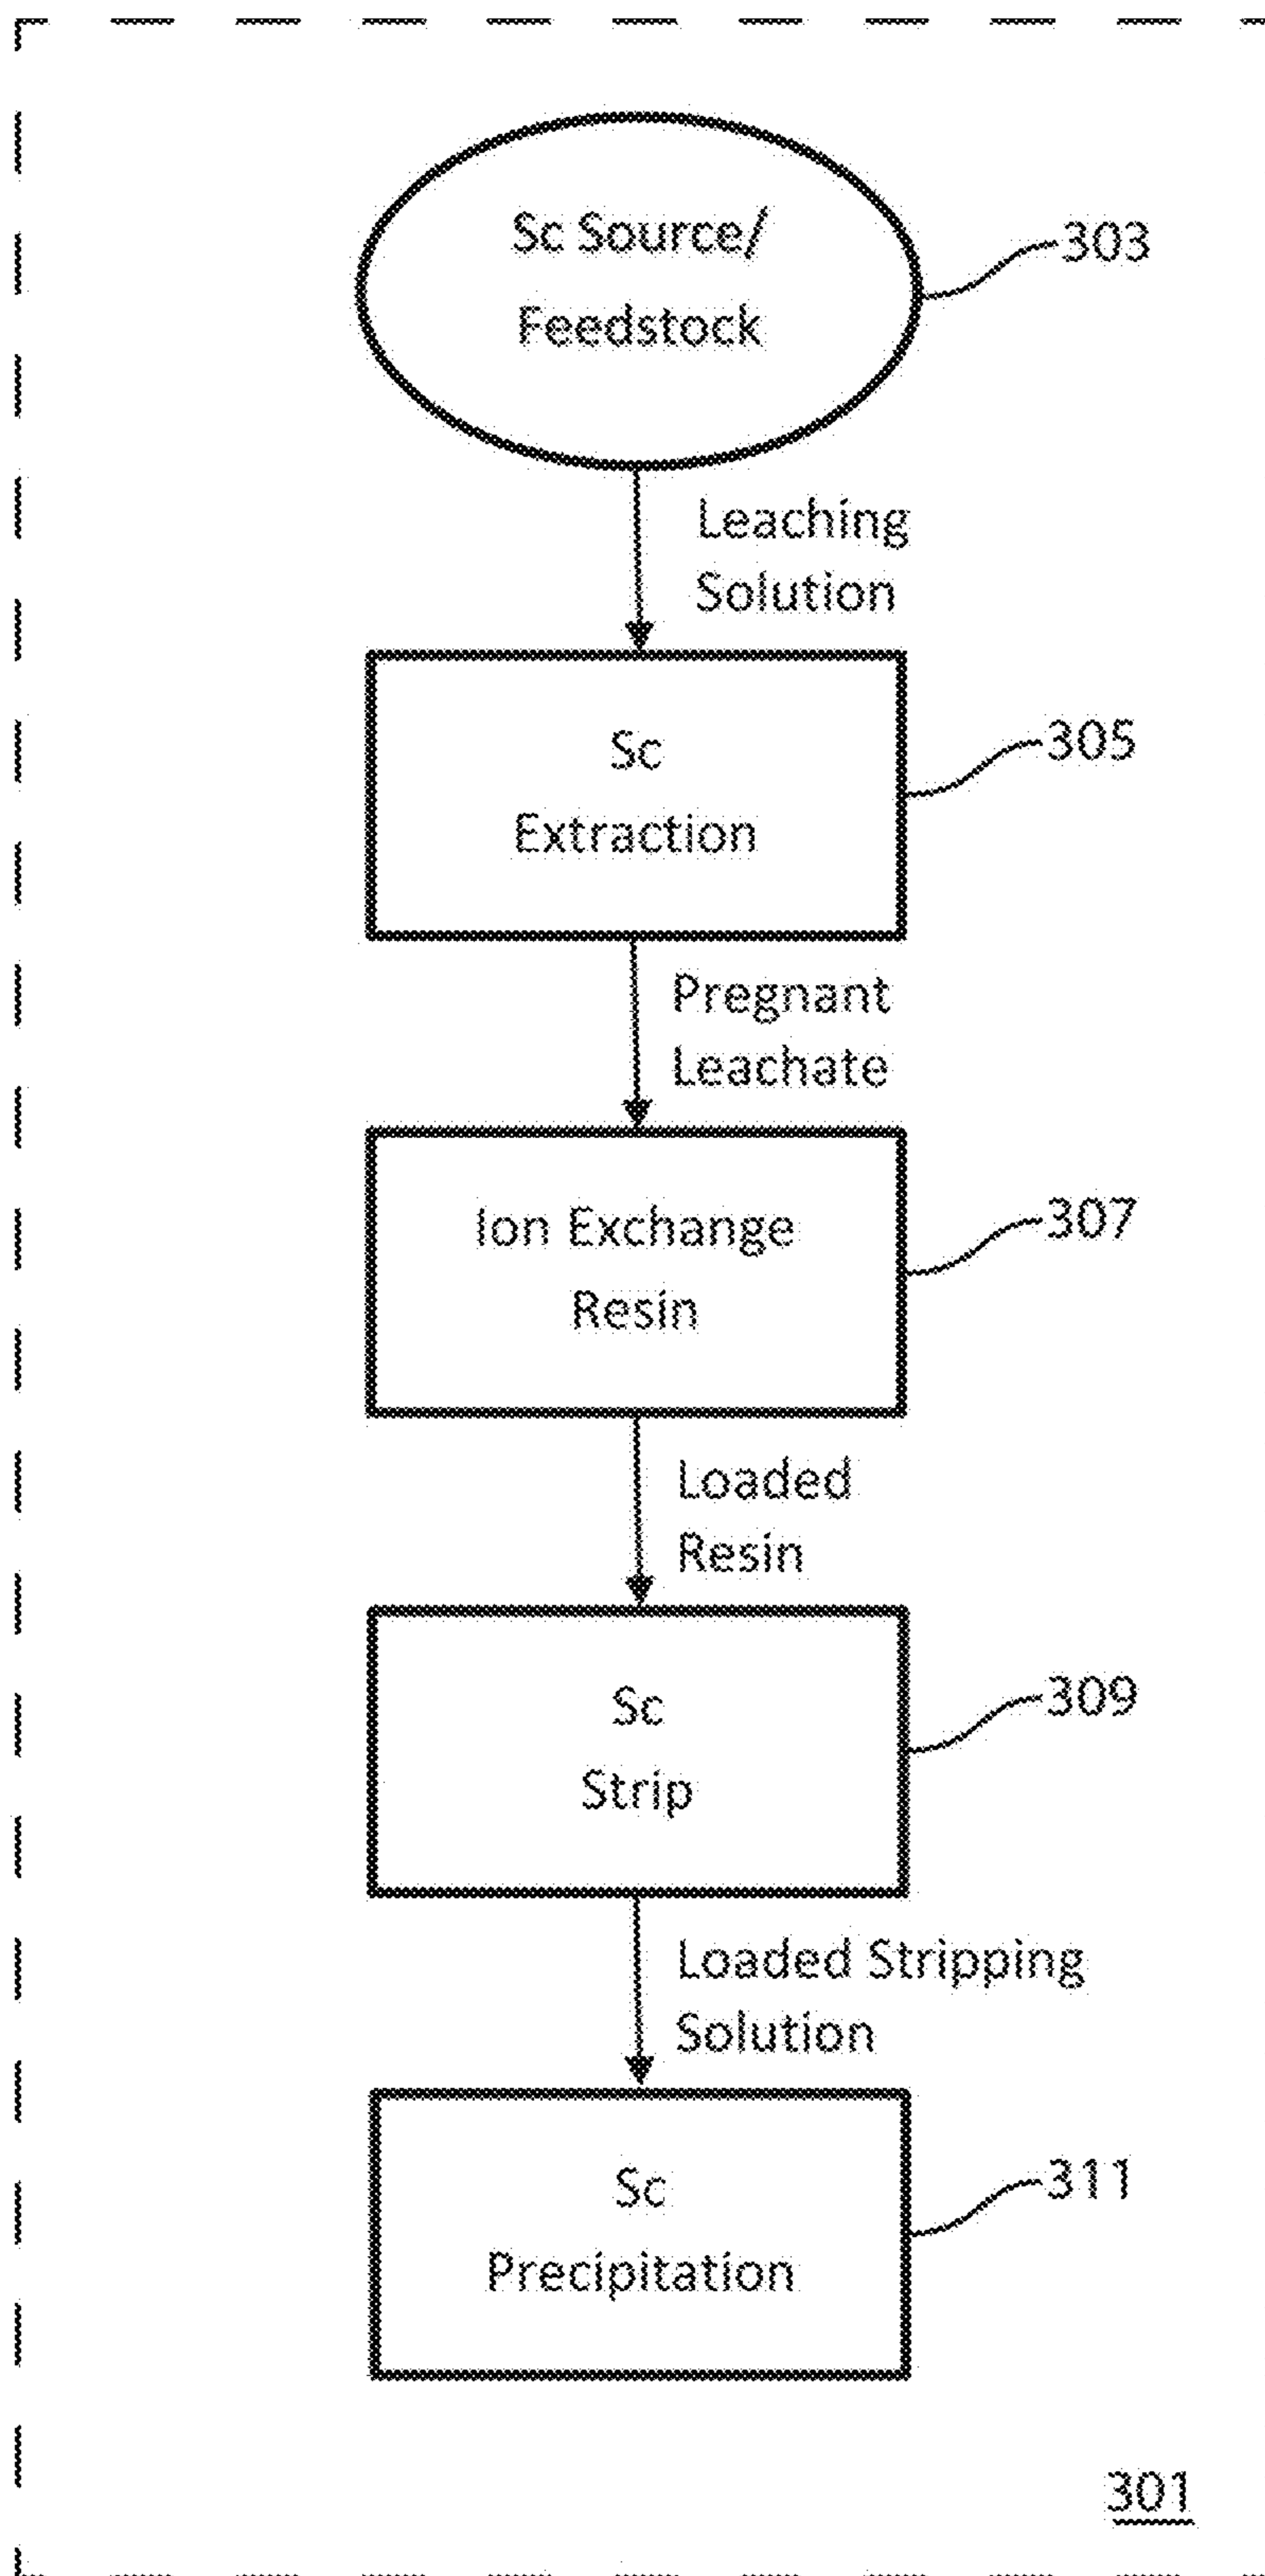 Sc Source/
Feedstock
303
Leaching
Solution
Sc
Extraction
305
Pregnant
Leachate
Ion Exchange
Resin
307
Loaded
Resin
Sc
Strip
309
Loaded Stripping
Solution
Sc
Precipitation
311
301